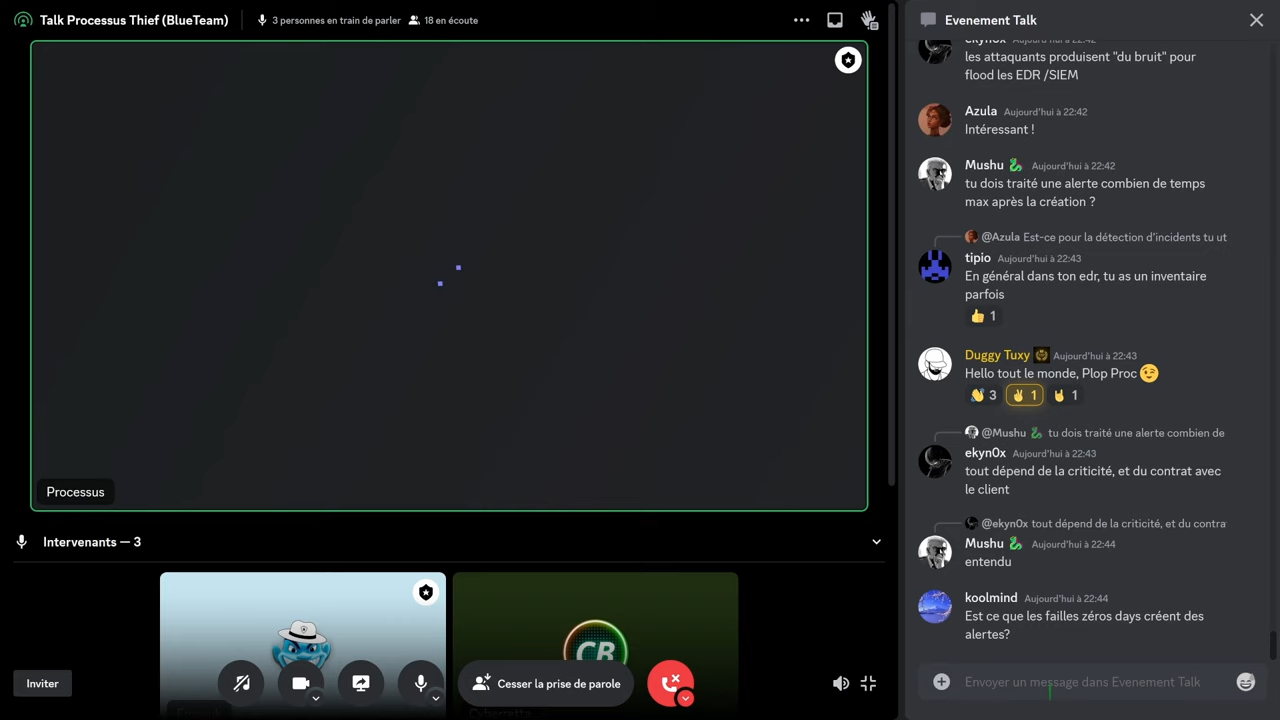 Talk Processus Thief (BlueTeam)
3 personnes en train de parler
18 en écoute
Processus
Intervenants — 3
CB
Inviter
Cesser la prise de parole
Evenement Talk
ekyn0x Aujourd'hui à 22:42
les attaquants produisent "du bruit" pour
flood les EDR /SIEM
Azula Aujourd'hui à 22:42
Intéressant !
Mushu Aujourd'hui à 22:42
tu dois traité une alerte combien de temps
max après la création ?
@Azula Est-ce pour la détection d'incidents tu ut
tipio Aujourd'hui à 22:43
En général dans ton edr, tu as un inventaire
parfois
👍 1
Duggy Tuxy Aujourd'hui à 22:43
Hello tout le monde, Plop Proc 😉
👋 3 ✌ 1 🤘 1
@Mushu tu dois traité une alerte combien de
ekyn0x Aujourd'hui à 22:43
tout dépend de la criticité, et du contrat avec
le client
@ekyn0x tout dépend de la criticité, et du contra
Mushu Aujourd'hui à 22:44
entendu
koolmind Aujourd'hui à 22:44
Est ce que les failles zéros days créent des
alertes?
Envoyer un message dans Evenement Talk